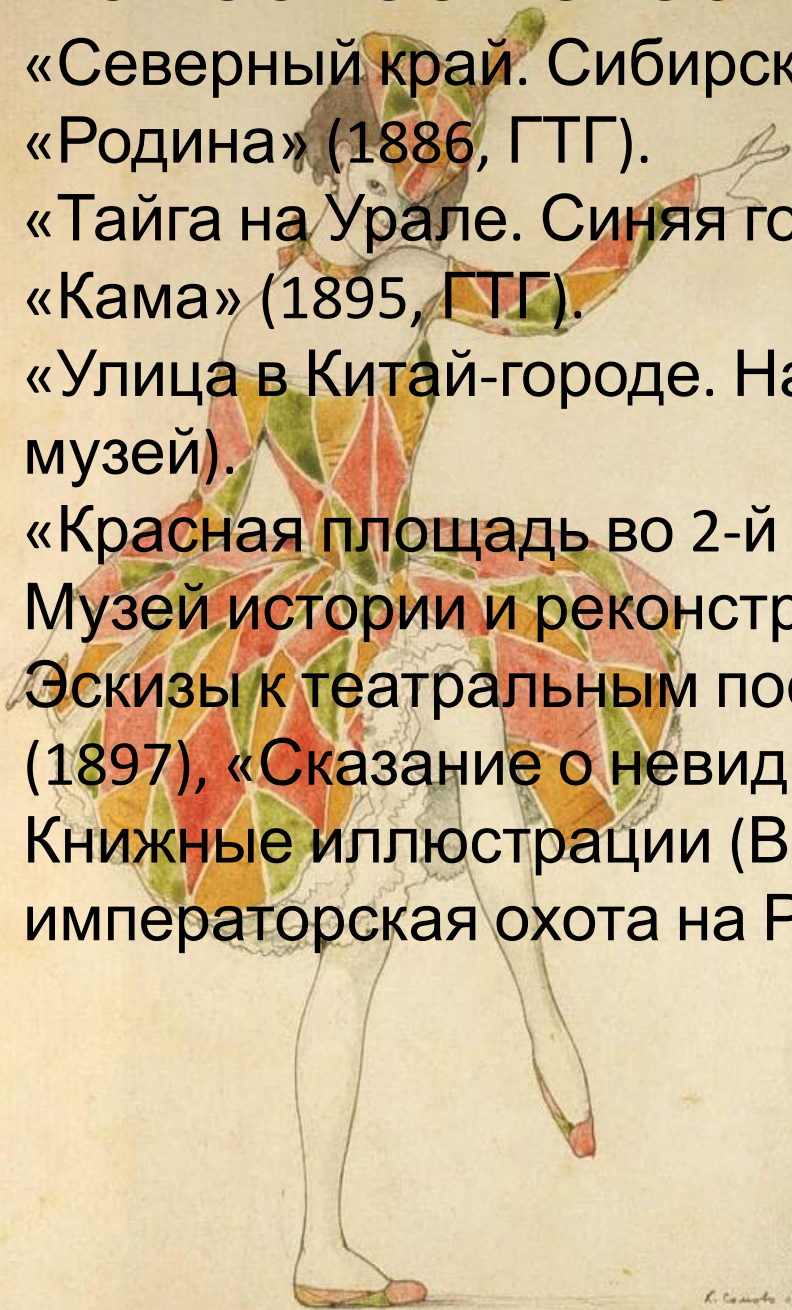 «Северный край. Сибирск
«Родина» (1886, ГТГ).
«Тайга на Урале. Синяя го
«Кама» (1895, ГТГ).
«Улица в Китай-городе. На
музей).
«Красная площадь во 2-й
Музей истории и реконстр
Эскизы к театральным пос
(1897), «Сказание о невид
Книжные иллюстрации (В
императорская охота на Р